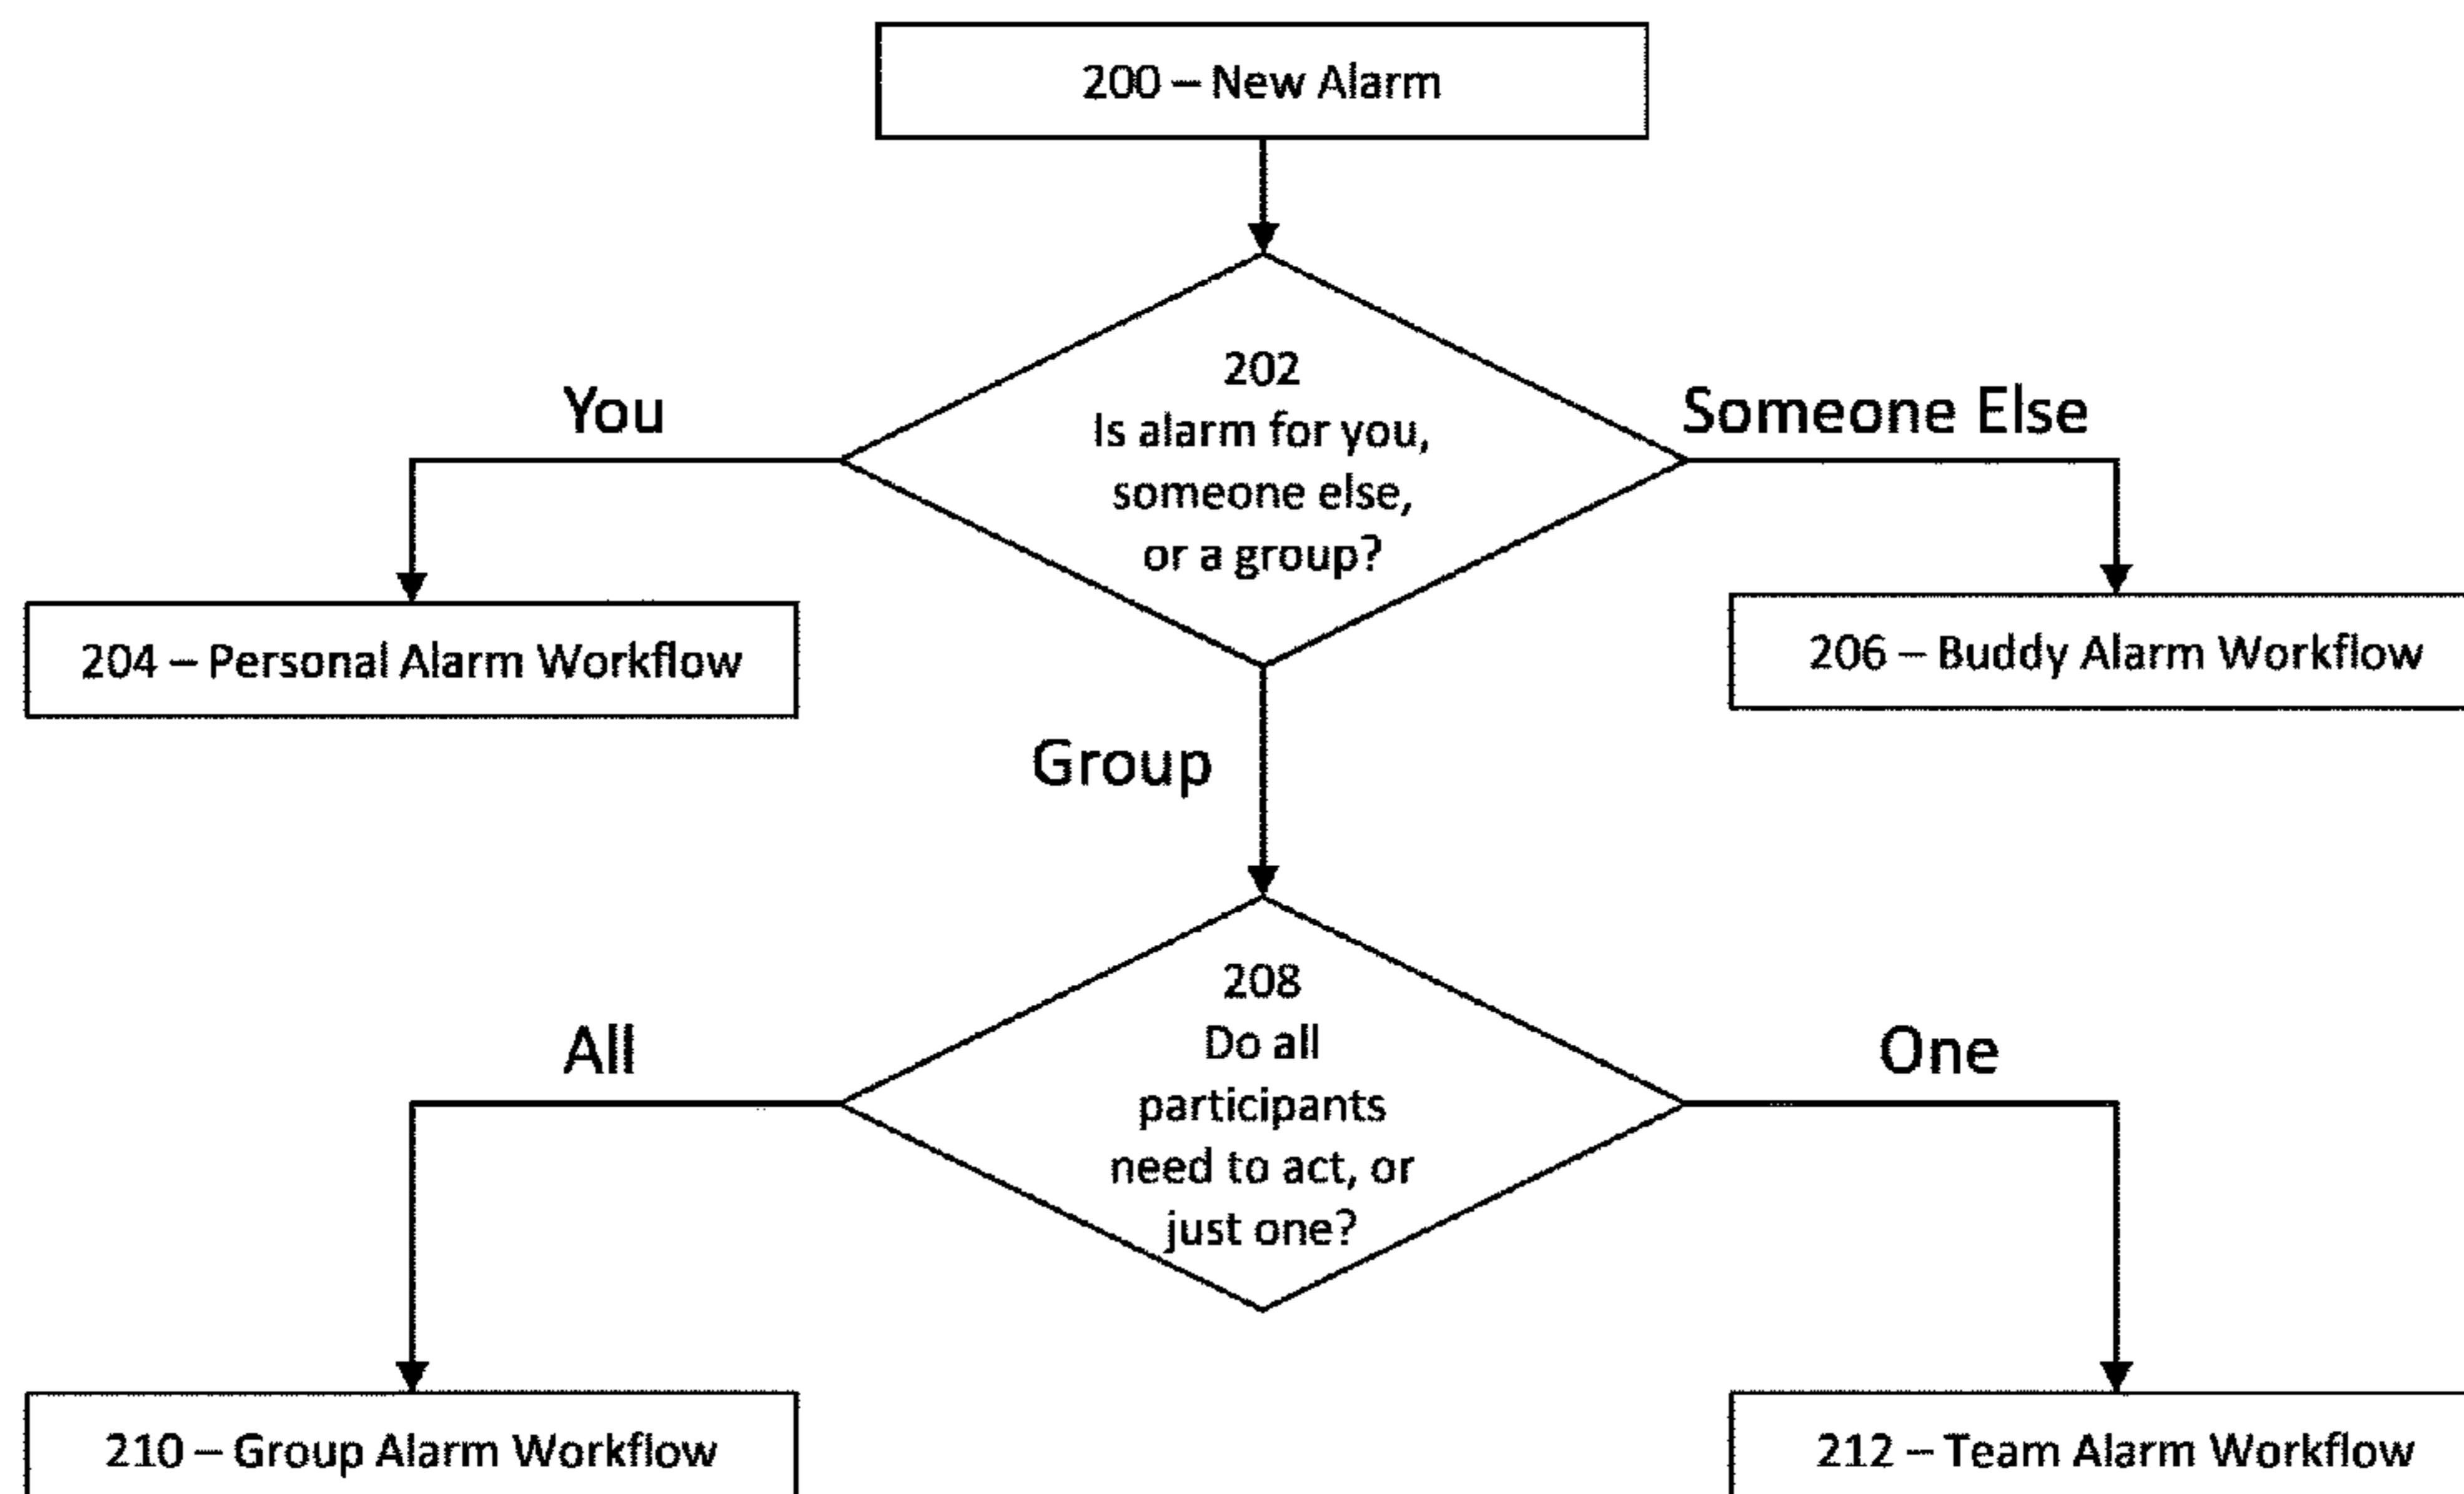 200 – New Alarm
202
Is alarm for you,
someone else,
or a group?
You
Someone Else
204 – Personal Alarm Workflow
206 – Buddy Alarm Workflow
Group
208
Do all
participants
need to act, or
just one?
All
One
210 – Group Alarm Workflow
212 – Team Alarm Workflow